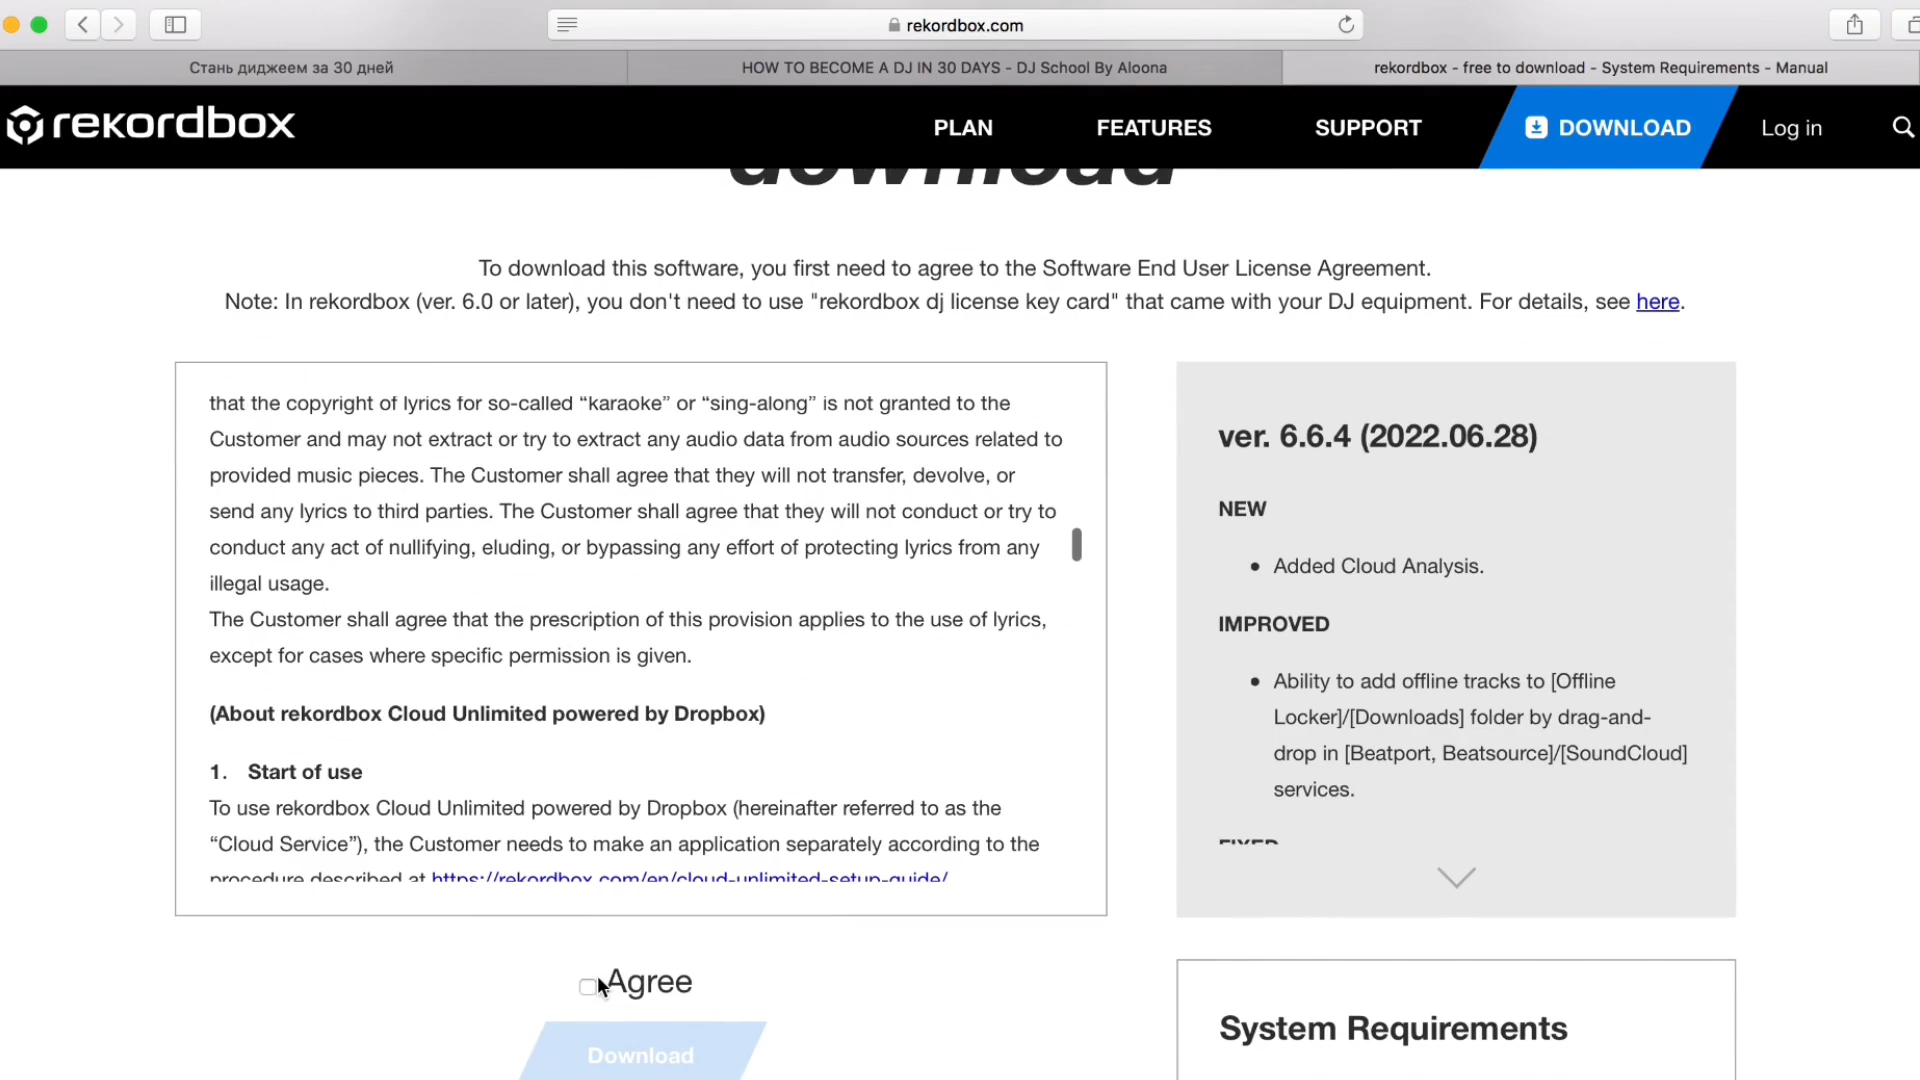 rekordbox.com
Стань диджеем за 30 дней
HOW TO BECOME A DJ IN 30 DAYS - DJ School By Aloona
rekordbox - free to download - System Requirements - Manual
rekordbox
PLAN
FEATURES
SUPPORT
DOWNLOAD
Log in
download
To download this software, you first need to agree to the Software End User License Agreement.
Note: In rekordbox (ver. 6.0 or later), you don't need to use "rekordbox dj license key card" that came with your DJ equipment. For details, see here.
that the copyright of lyrics for so-called “karaoke” or “sing-along” is not granted to the
Customer and may not extract or try to extract any audio data from audio sources related to
provided music pieces. The Customer shall agree that they will not transfer, devolve, or
send any lyrics to third parties. The Customer shall agree that they will not conduct or try to
conduct any act of nullifying, eluding, or bypassing any effort of protecting lyrics from any
illegal usage.
The Customer shall agree that the prescription of this provision applies to the use of lyrics,
except for cases where specific permission is given.
(About rekordbox Cloud Unlimited powered by Dropbox)
1. Start of use
To use rekordbox Cloud Unlimited powered by Dropbox (hereinafter referred to as the
“Cloud Service”), the Customer needs to make an application separately according to the
procedure described at https://rekordbox.com/en/cloud-unlimited-setup-guide/
Agree
Download
ver. 6.6.4 (2022.06.28)
NEW
• Added Cloud Analysis.
IMPROVED
• Ability to add offline tracks to [Offline
Locker]/[Downloads] folder by drag-and-
drop in [Beatport, Beatsource]/[SoundCloud]
services.
FIXED
System Requirements